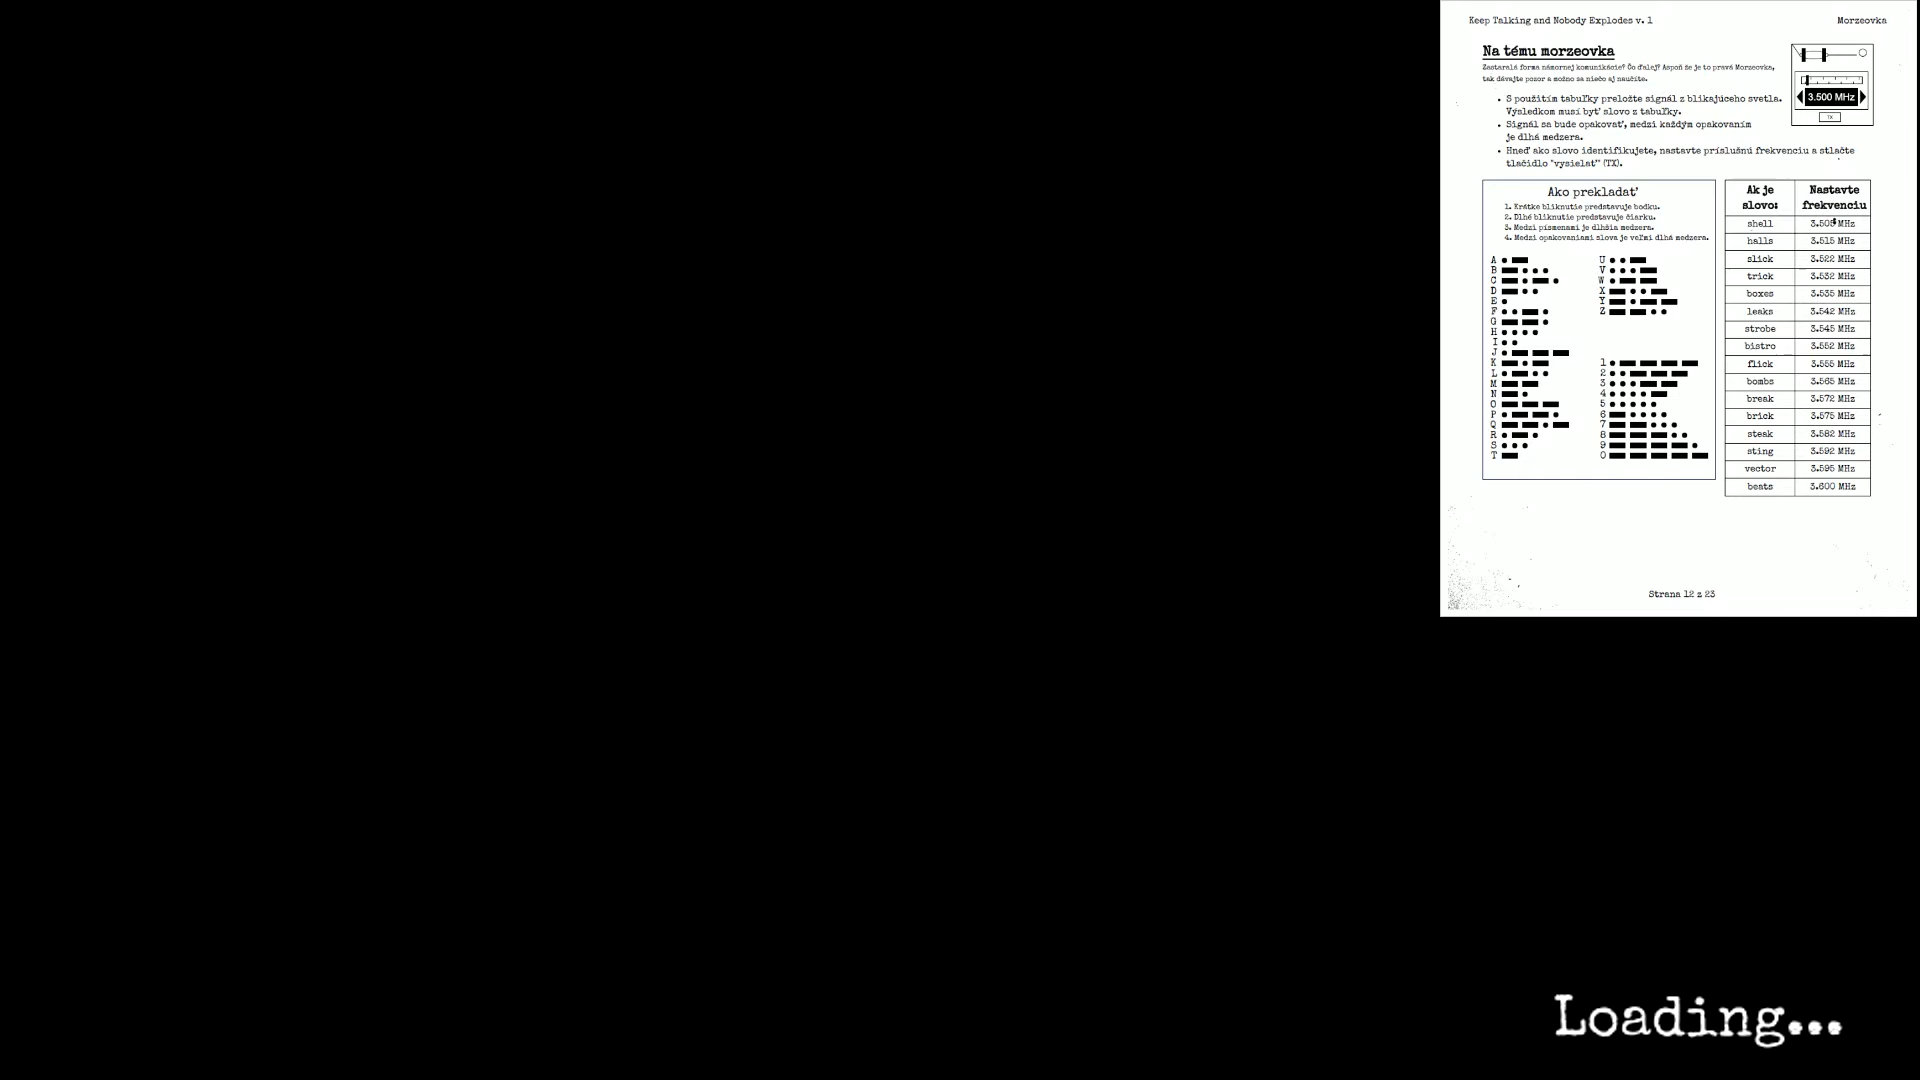 Keep Talking and Nobody Explodes v. 1
Morzeovka
Na tému morzeovka
Zastaralá forma námornej komunikácie? Čo ďalej? Aspoň že je to pravá Morzeovka,
tak dávajte pozor a možno sa niečo aj naučíte.
3.500 MHz
TX
• S použitím tabuľky preložte signál z blikajúceho svetla.
Výsledkom musí byť slovo z tabuľky.
• Signál sa bude opakovať, medzi každým opakovaním
je dlhá medzera.
• Hneď ako slovo identifikujete, nastavte príslušnú frekvenciu a stlačte
tlačidlo "vysielať" (TX).
Ako prekladať
1. Krátke bliknutie predstavuje bodku.
2. Dlhé bliknutie predstavuje čiarku.
3. Medzi písmenami je dlhšia medzera.
4. Medzi opakovaniami slova je veľmi dlhá medzera.
A
B
C
D
E
F
G
H
I
J
K
L
M
N
O
P
Q
R
S
T
U
V
W
X
Y
Z
1
2
3
4
5
6
7
8
9
0
Ak je slovo: Nastavte frekvenciu
shell 3.505 MHz
halls 3.515 MHz
slick 3.522 MHz
trick 3.532 MHz
boxes 3.535 MHz
leaks 3.542 MHz
strobe 3.545 MHz
bistro 3.552 MHz
flick 3.555 MHz
bombs 3.565 MHz
break 3.572 MHz
brick 3.575 MHz
steak 3.582 MHz
sting 3.592 MHz
vector 3.595 MHz
beats 3.600 MHz
Strana 12 z 23
Loading...